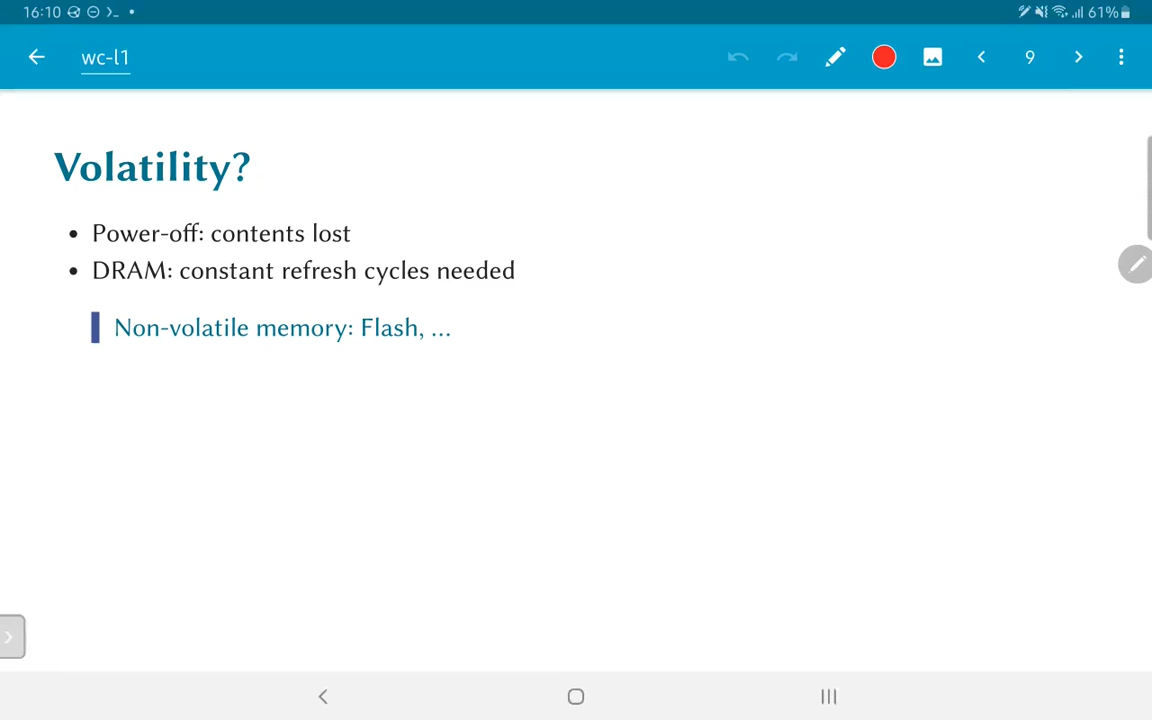 16:10 61%
wc-l1 9
Volatility?
• Power-off: contents lost
• DRAM: constant refresh cycles needed
Non-volatile memory: Flash, ...